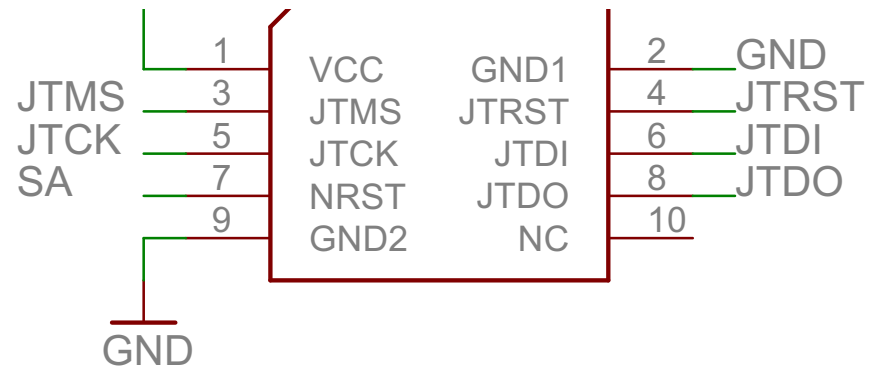 1 VCC GND1 2 GND
JTMS 3 JTMS JTRST 4 JTRST
JTCK 5 JTCK JTDI 6 JTDI
SA 7 NRST JTDO 8 JTDO
9 GND2 NC 10
GND